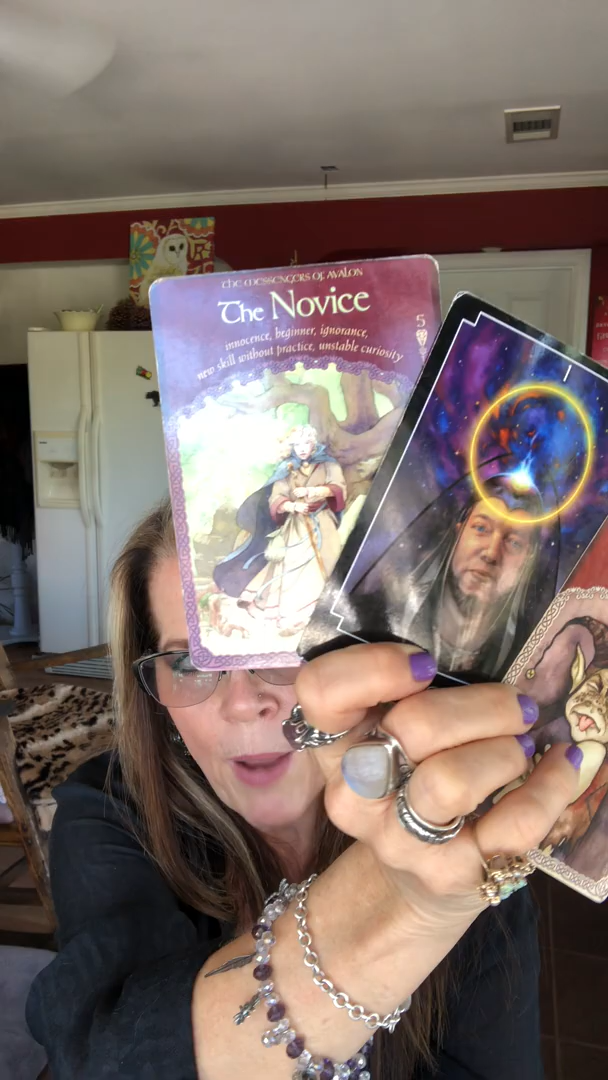 the messengers of avalon
The Novice
innocence, beginner, ignorance,
new skill without practice, unstable curiosity
5
I